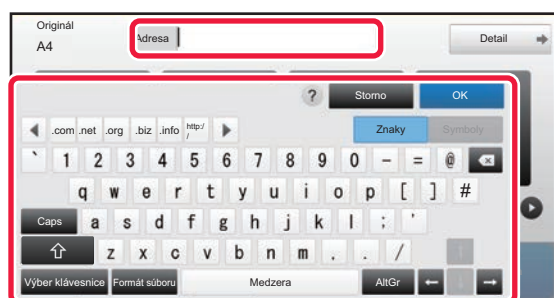 Originál
A4
Adresa
Detail
? Storno OK
.com .net .org .biz .info http:/
/
Znaky Symboly
` 1 2 3 4 5 6 7 8 9 0 - = @
q w e r t y u i o p [ ] #
Caps a s d f g h j k l ; '
z x c v b n m . . /
Výber klávesnice Formát súboru Medzera AltGr